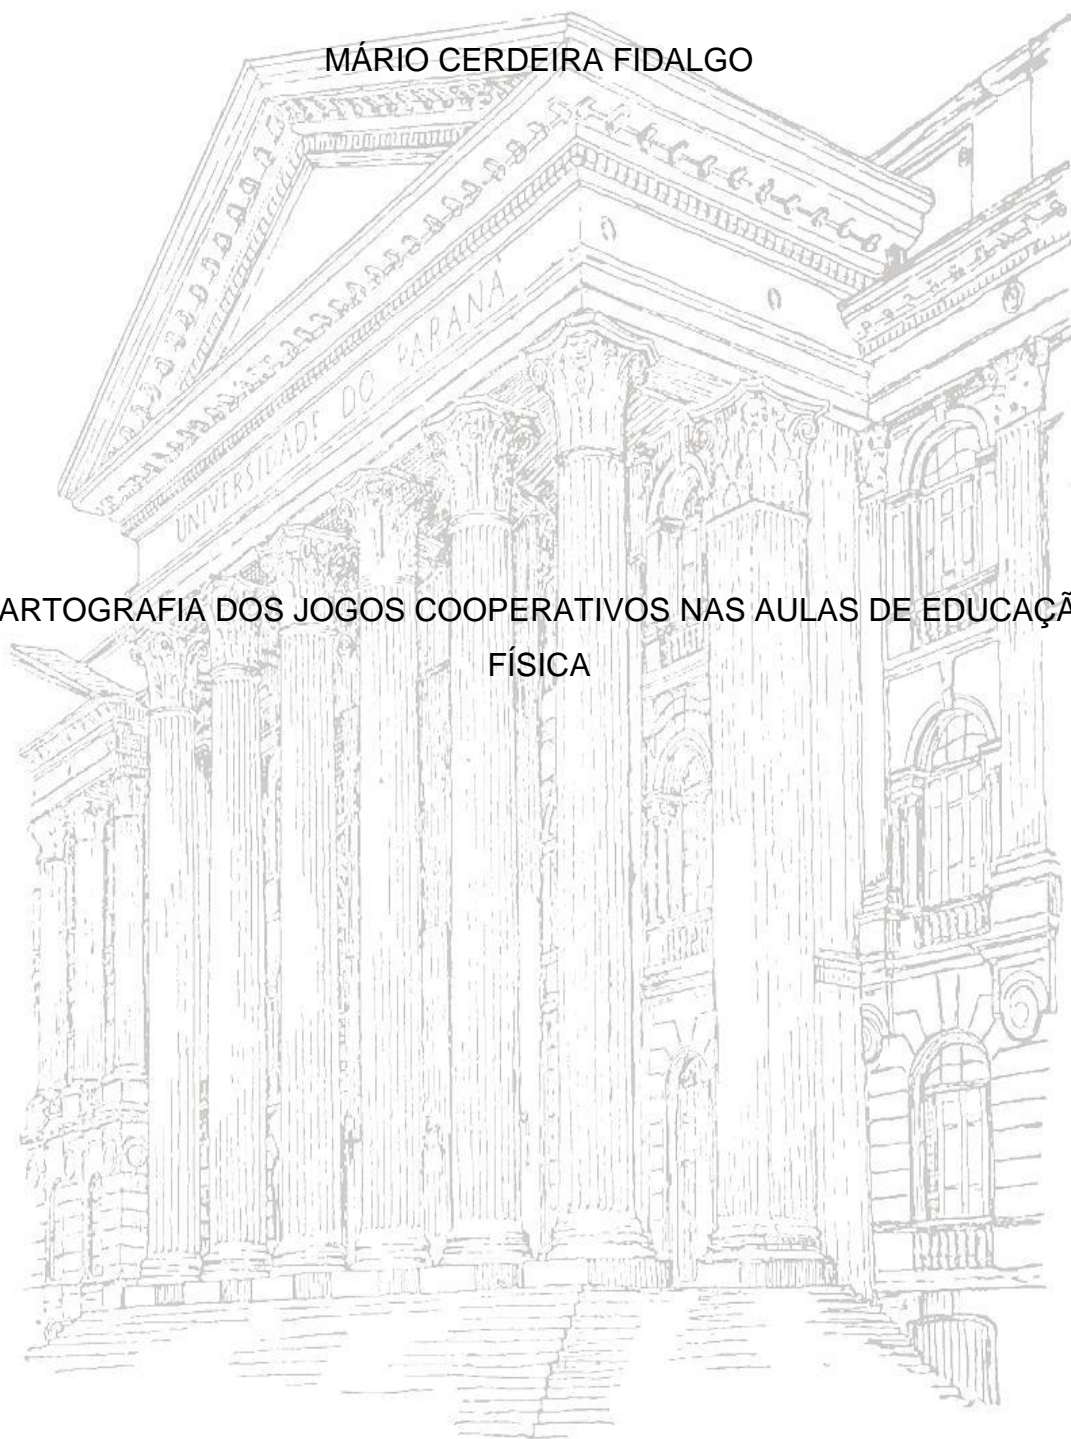 MÁRIO CERDEIRA FIDALGO
UNIVERSIDADE DO PARANÁ
ARTOGRAFIA DOS JOGOS COOPERATIVOS NAS AULAS DE EDUCAÇÃ
FÍSICA